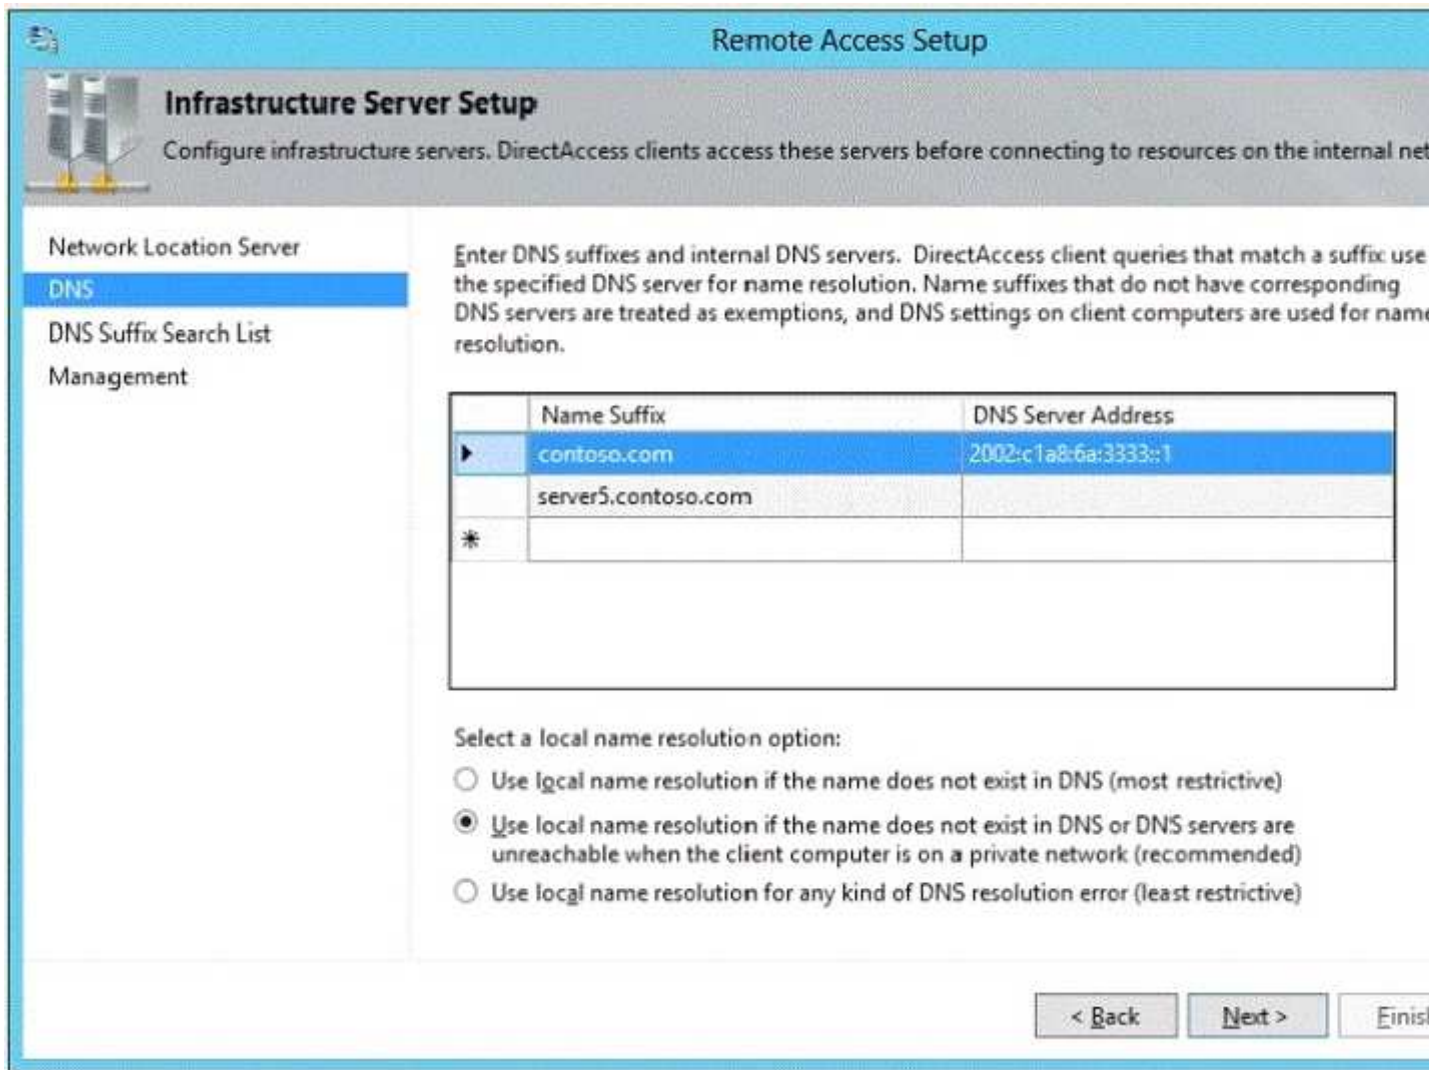 Remote Access Setup
Infrastructure Server Setup
Configure infrastructure servers. DirectAccess clients access these servers before connecting to resources on the internal net
Network Location Server
DNS
DNS Suffix Search List
Management
Enter DNS suffixes and internal DNS servers. DirectAccess client queries that match a suffix use
the specified DNS server for name resolution. Name suffixes that do not have corresponding
DNS servers are treated as exemptions, and DNS settings on client computers are used for name
resolution.
Name Suffix DNS Server Address
contoso.com 2002:c1a8:6a:3333::1
server5.contoso.com
Select a local name resolution option:
Use local name resolution if the name does not exist in DNS (most restrictive)
Use local name resolution if the name does not exist in DNS or DNS servers are
unreachable when the client computer is on a private network (recommended)
Use local name resolution for any kind of DNS resolution error (least restrictive)
< Back Next > Finish